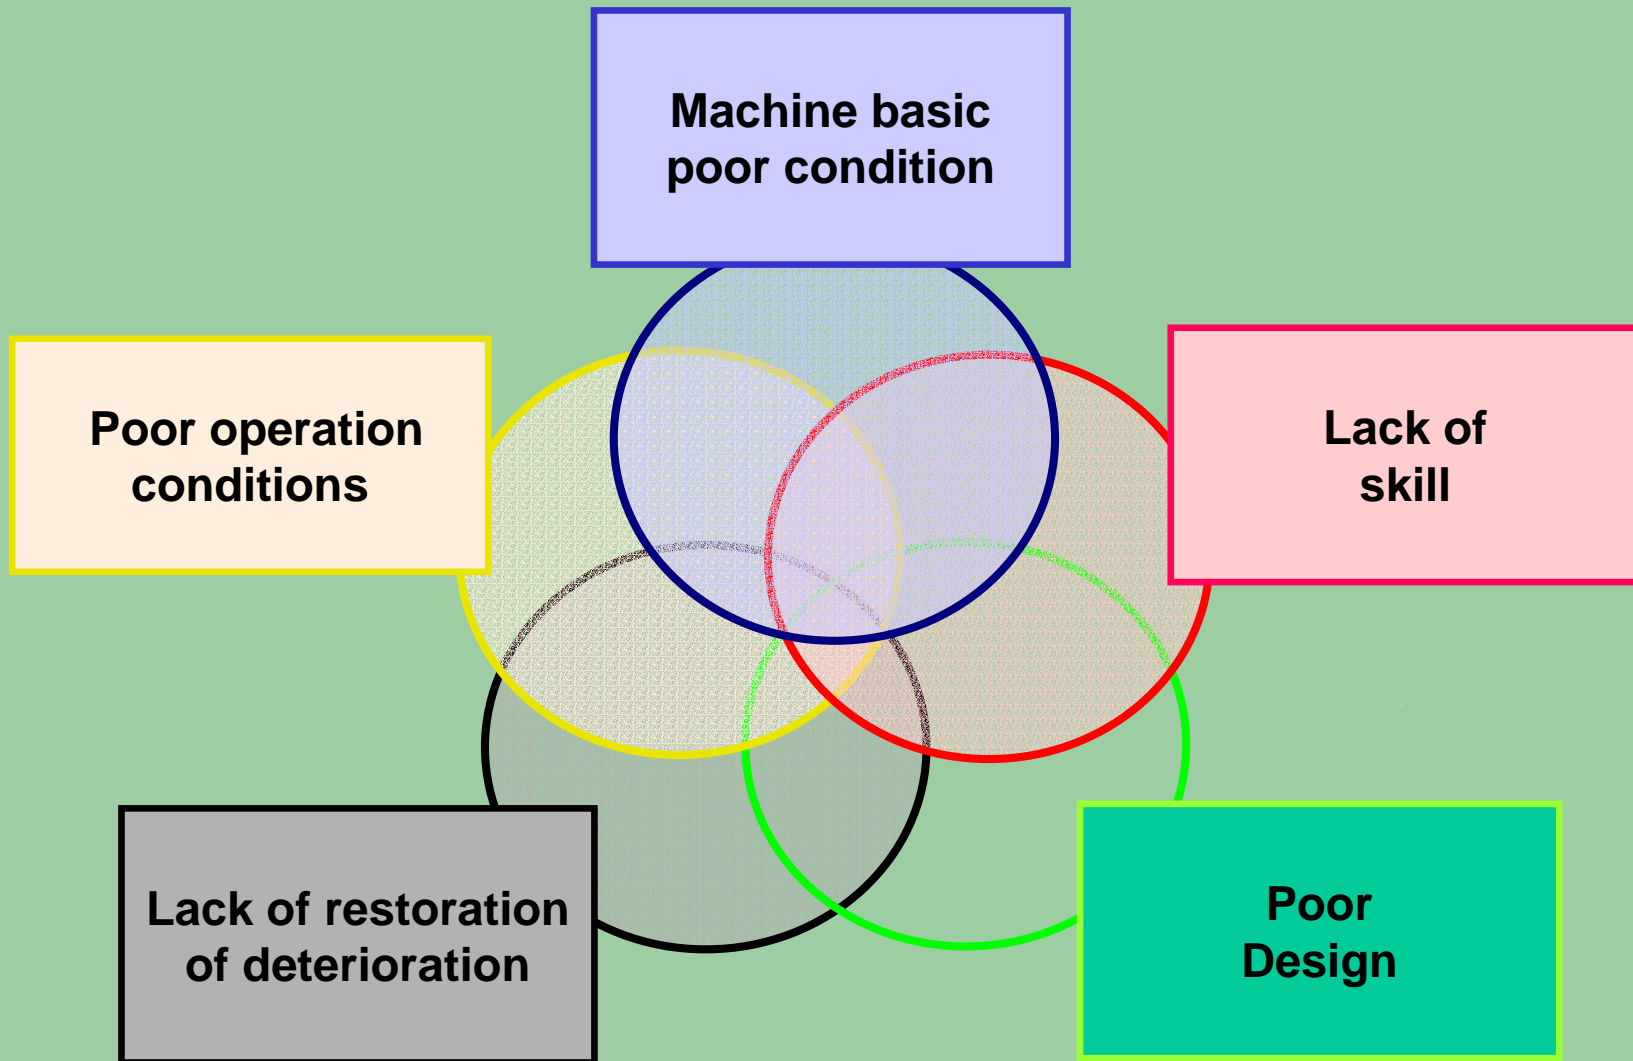 Machine basic
poor condition
Poor operation
conditions
Lack of
skill
Lack of restoration
of deterioration
Poor
Design